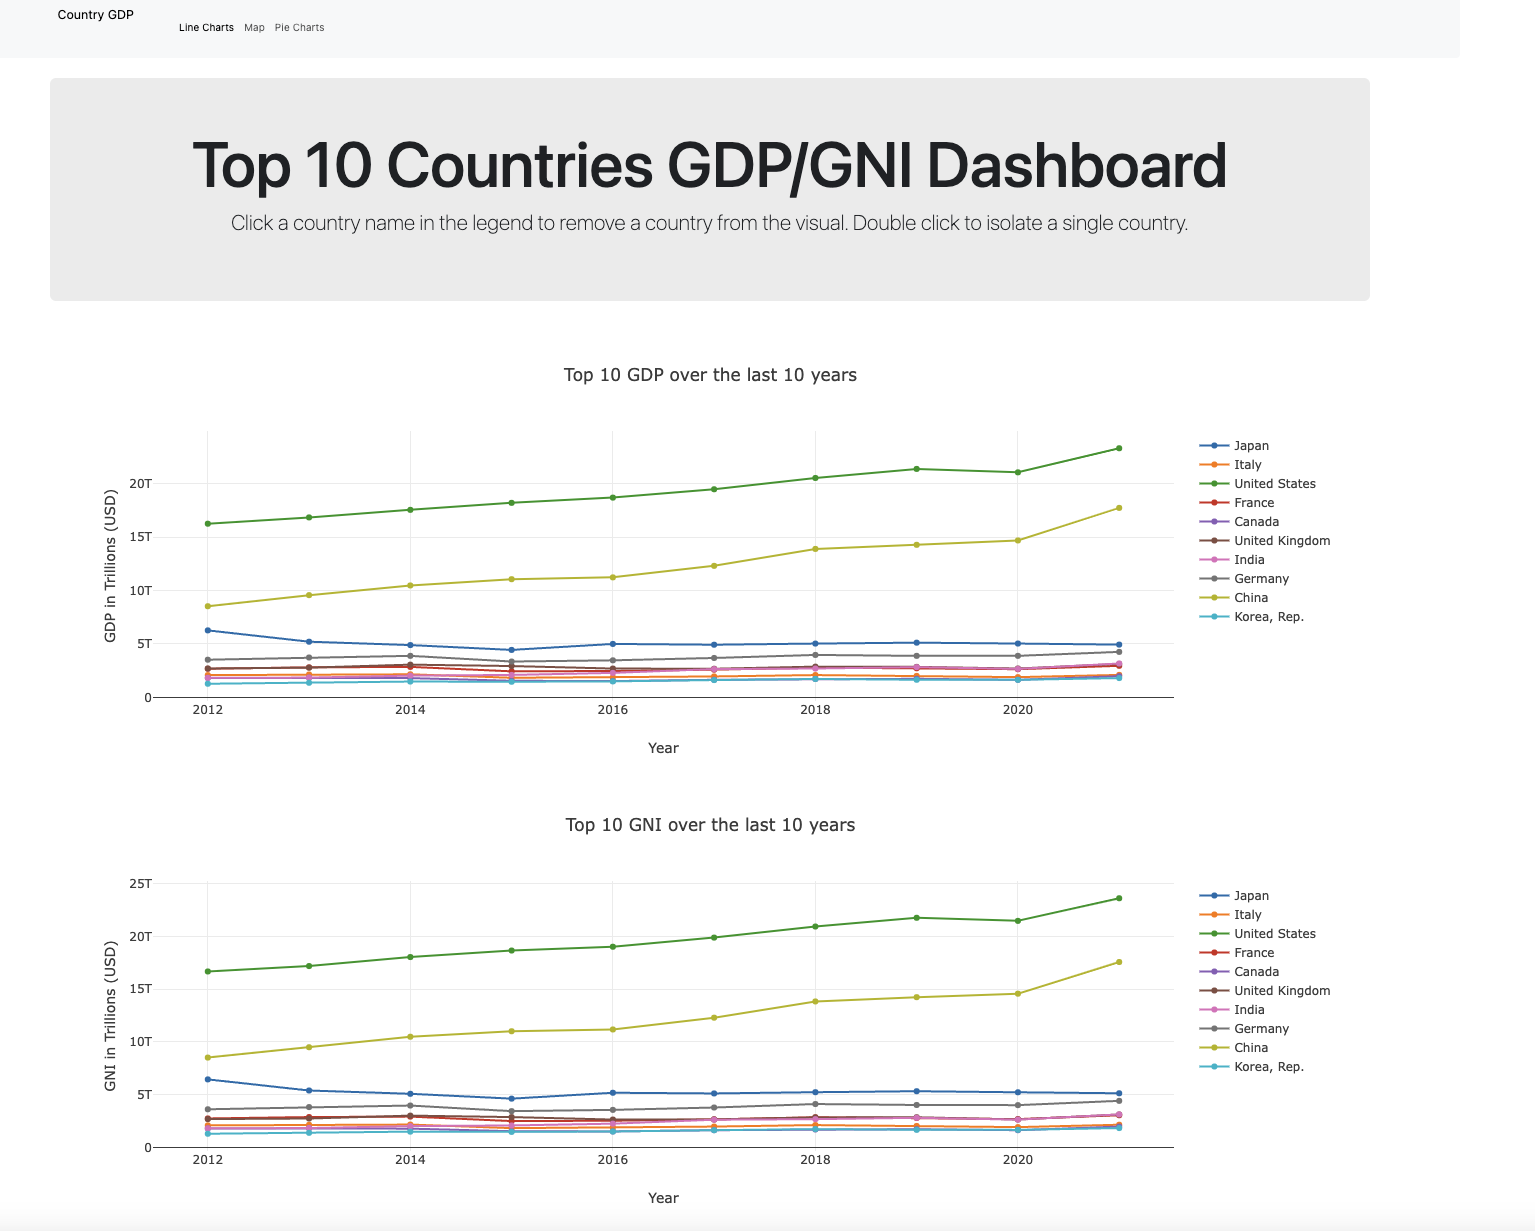 Country GDP
Line Charts Map Pie Charts
Top 10 Countries GDP/GNI Dashboard
Click a country name in the legend to remove a country from the visual. Double click to isolate a single country.
Top 10 GDP over the last 10 years
GDP in Trillions (USD)
20T
15T
10T
5T
0
2012 2014 2016 2018 2020
Year
Japan
Italy
United States
France
Canada
United Kingdom
India
Germany
China
Korea, Rep.
Top 10 GNI over the last 10 years
GNI in Trillions (USD)
25T
20T
15T
10T
5T
0
2012 2014 2016 2018 2020
Year
Japan
Italy
United States
France
Canada
United Kingdom
India
Germany
China
Korea, Rep.